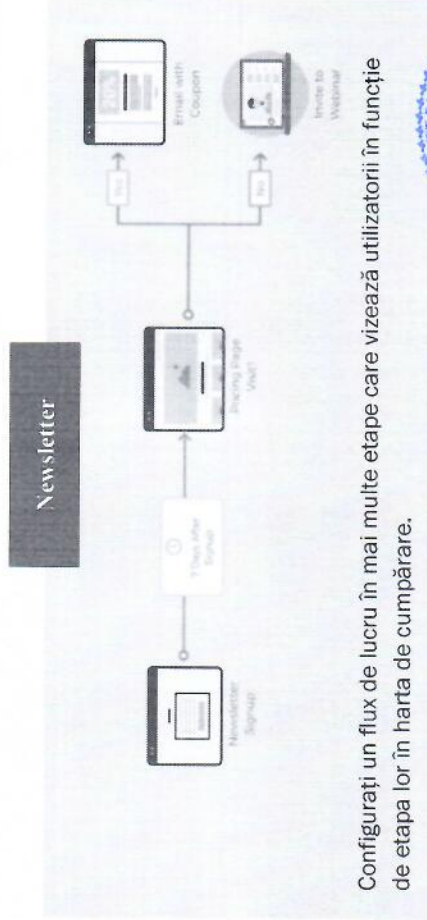 Newsletter
Newsletter
Signup
7 Days After
Signup
Pricing Page
Visit?
Yes
Email with
Coupon
No
Invite to
Webinar
Configurați un flux de lucru în mai multe etape care vizează utilizatorii în funcție
de etapa lor în harta de cumpărare.